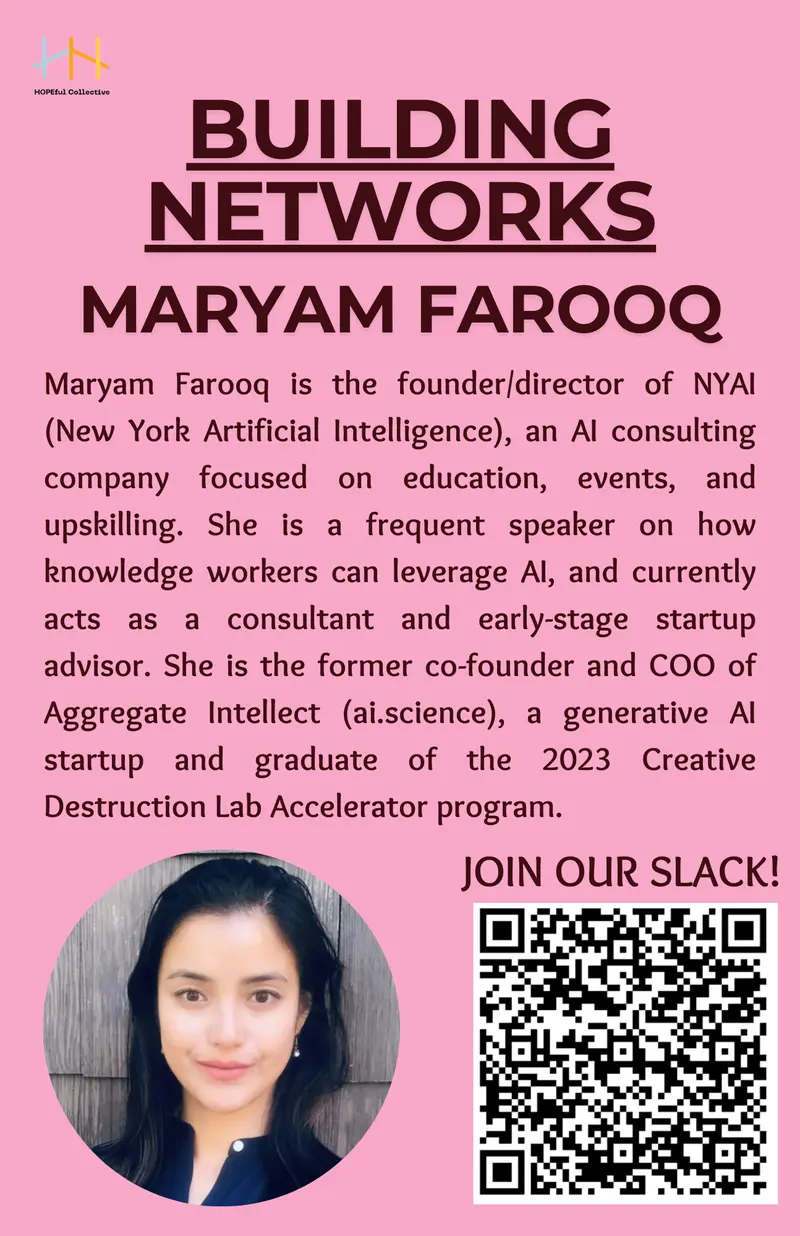 HOPEful Collective
BUILDING
NETWORKS
MARYAM FAROOQ
Maryam Farooq is the founder/director of NYAI
(New York Artificial Intelligence), an AI consulting
company focused on education, events, and
upskilling. She is a frequent speaker on how
knowledge workers can leverage AI, and currently
acts as a consultant and early-stage startup
advisor. She is the former co-founder and COO of
Aggregate Intellect (ai.science), a generative AI
startup and graduate of the 2023 Creative
Destruction Lab Accelerator program.
JOIN OUR SLACK!